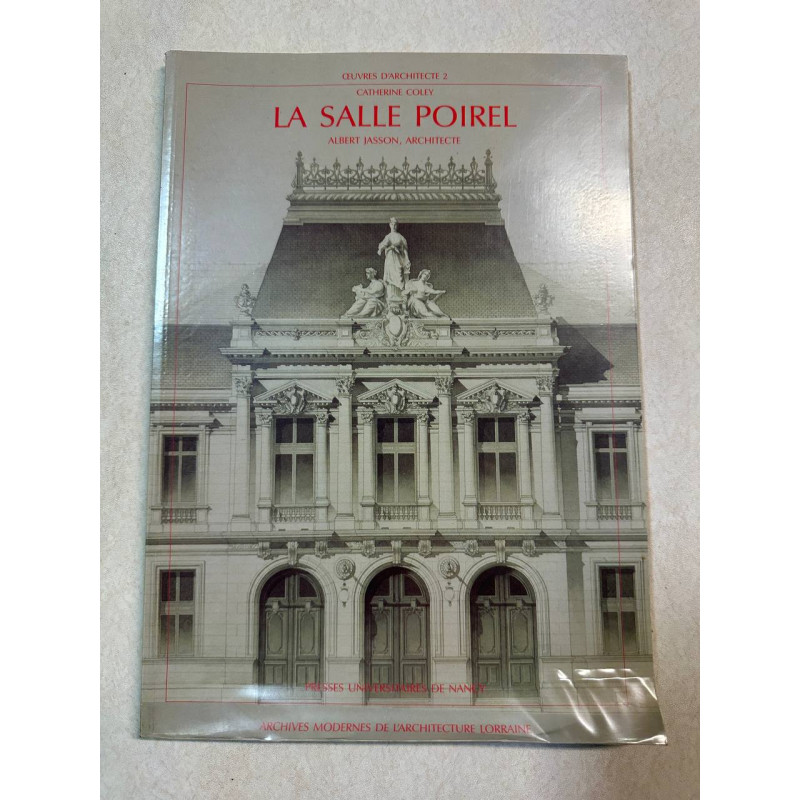 ŒUVRES D'ARCHITECTE 2
CATHERINE COLEY
LA SALLE POIREL
ALBERT JASSON, ARCHITECTE
PRESSES UNIVERSITAIRES DE NANCY
ARCHIVES MODERNES DE L'ARCHITECTURE LORRAINE